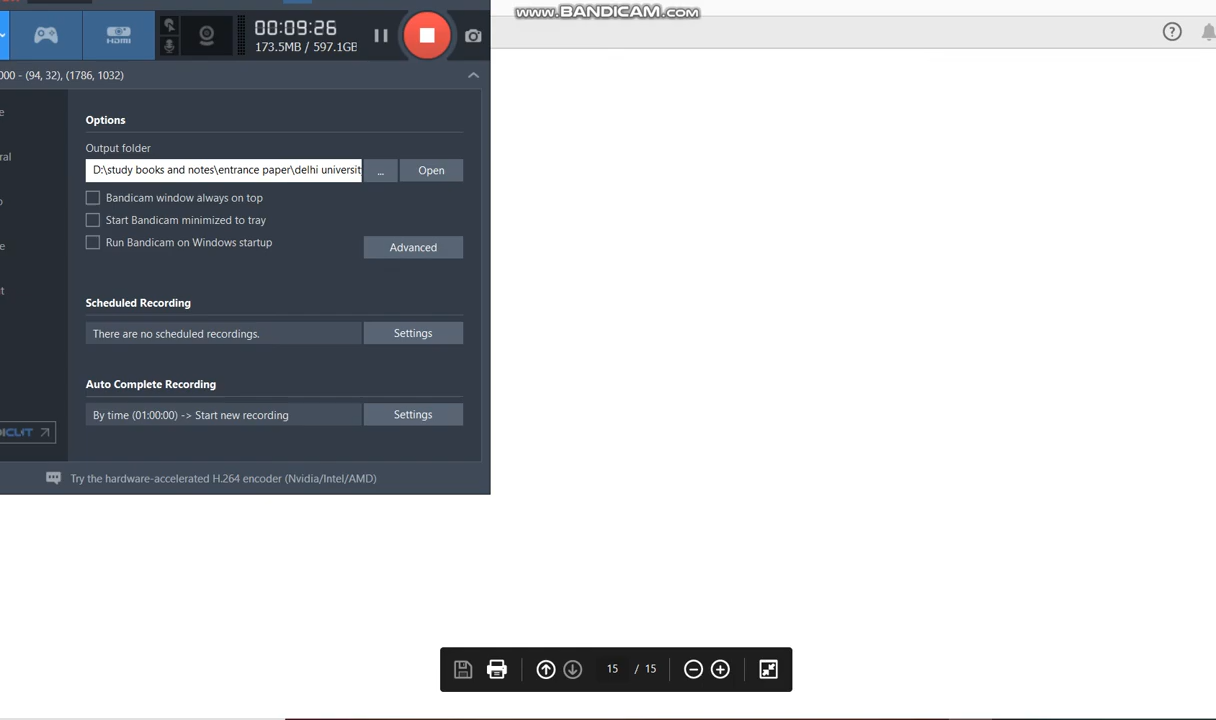 www.BANDICAM.com
HDMI
00:09:26
173.5MB / 597.1GB
000 - (94, 32), (1786, 1032)
Options
Output folder
D:\study books and notes\entrance paper\delhi universit
...
Open
Bandicam window always on top
Start Bandicam minimized to tray
Run Bandicam on Windows startup
Advanced
Scheduled Recording
There are no scheduled recordings.
Settings
Auto Complete Recording
By time (01:00:00) -> Start new recording
Settings
Try the hardware-accelerated H.264 encoder (Nvidia/Intel/AMD)
15 / 15